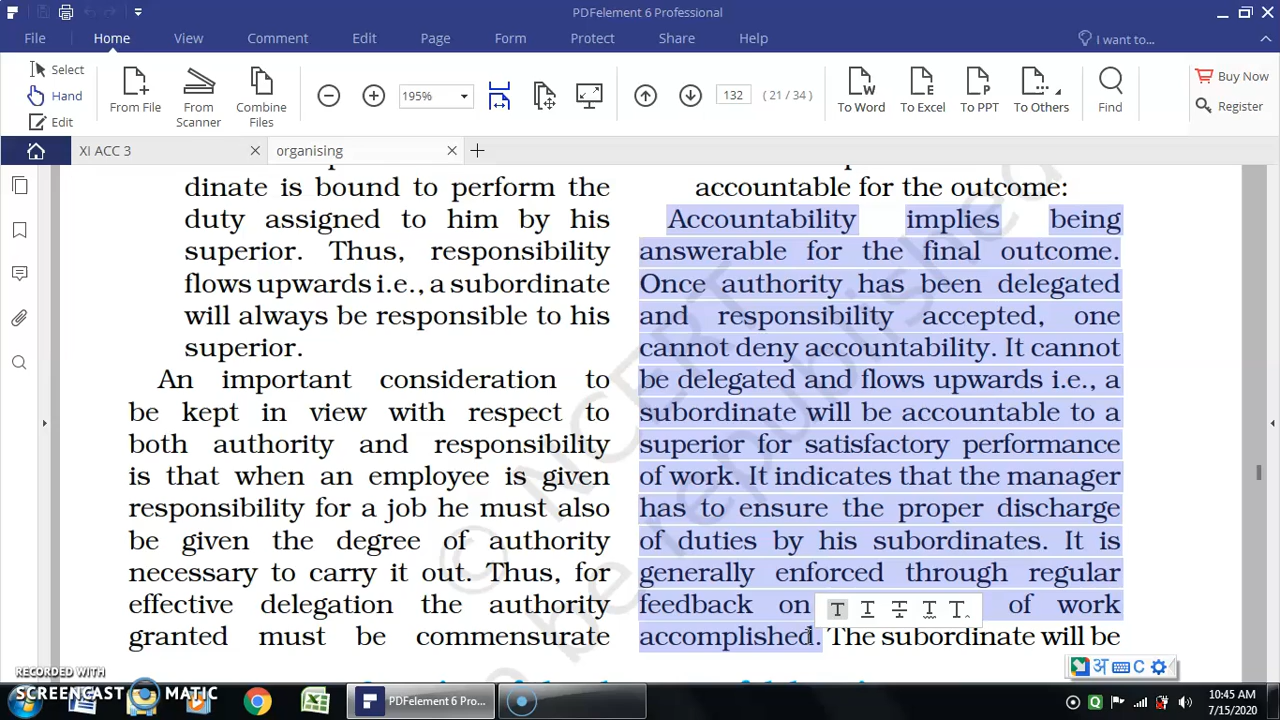 PDFelement 6 Professional
File Home View Comment Edit Page Form Protect Share Help I want to...
Select
Hand
Edit
From File
From Scanner
Combine Files
195%
132 (21 / 34)
To Word
To Excel
To PPT
To Others
Find
Buy Now
Register
XI ACC 3
organising
dinate is bound to perform the
duty assigned to him by his
superior. Thus, responsibility
flows upwards i.e., a subordinate
will always be responsible to his
superior.
An important consideration to
be kept in view with respect to
both authority and responsibility
is that when an employee is given
responsibility for a job he must also
be given the degree of authority
necessary to carry it out. Thus, for
effective delegation the authority
granted must be commensurate
accountable for the outcome:
Accountability implies being
answerable for the final outcome.
Once authority has been delegated
and responsibility accepted, one
cannot deny accountability. It cannot
be delegated and flows upwards i.e., a
subordinate will be accountable to a
superior for satisfactory performance
of work. It indicates that the manager
has to ensure the proper discharge
of duties by his subordinates. It is
generally enforced through regular
feedback on of work
accomplished. The subordinate will be
© NCERT
be republished
अ C
RECORDED WITH
SCREENCAST MATIC
PDFelement 6 Pro...
10:45 AM
7/15/2020